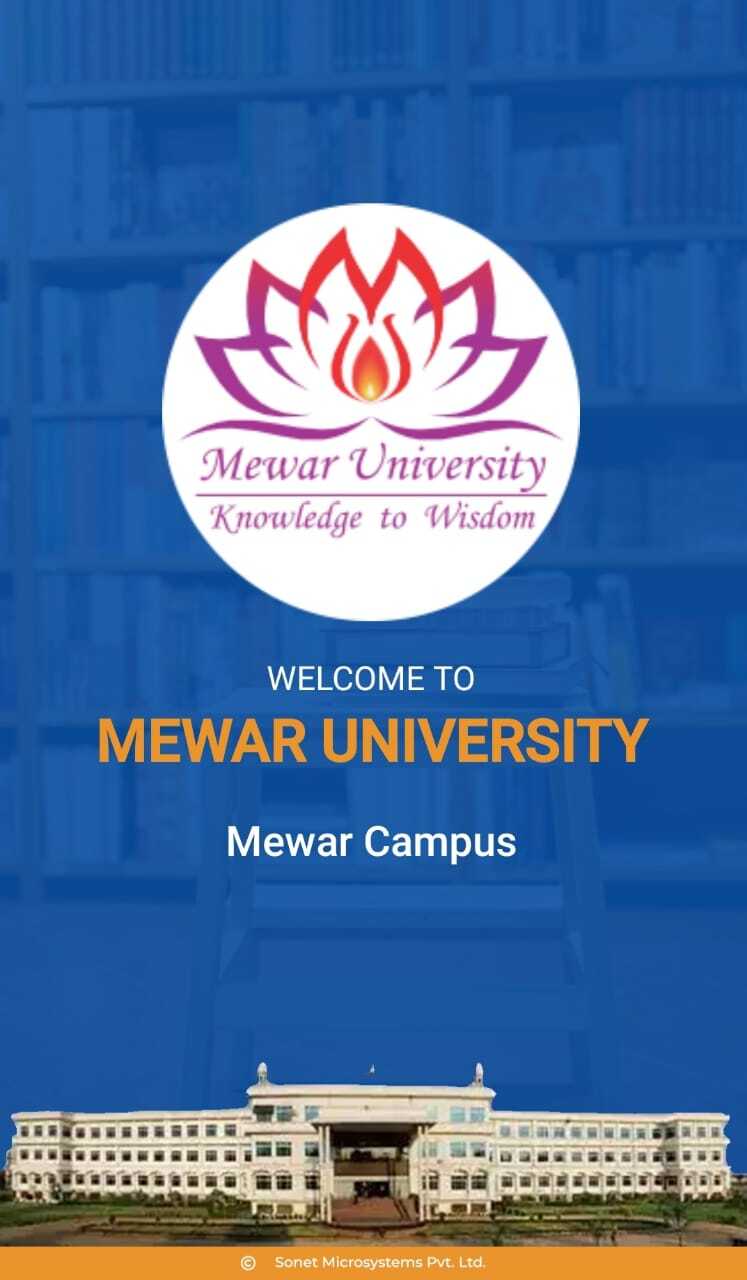 Mewar University
Knowledge to Wisdom
WELCOME TO
MEWAR UNIVERSITY
Mewar Campus
© Sonet Microsystems Pvt. Ltd.